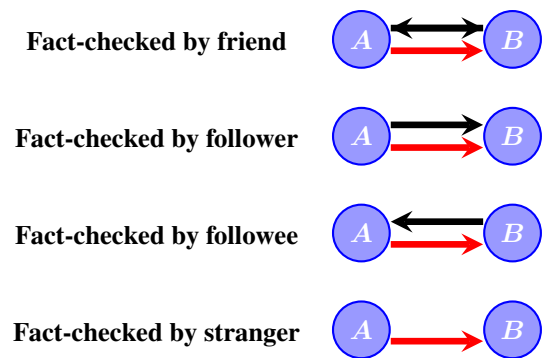 Fact-checked by friend A B
Fact-checked by follower A B
Fact-checked by followee A B
Fact-checked by stranger A B